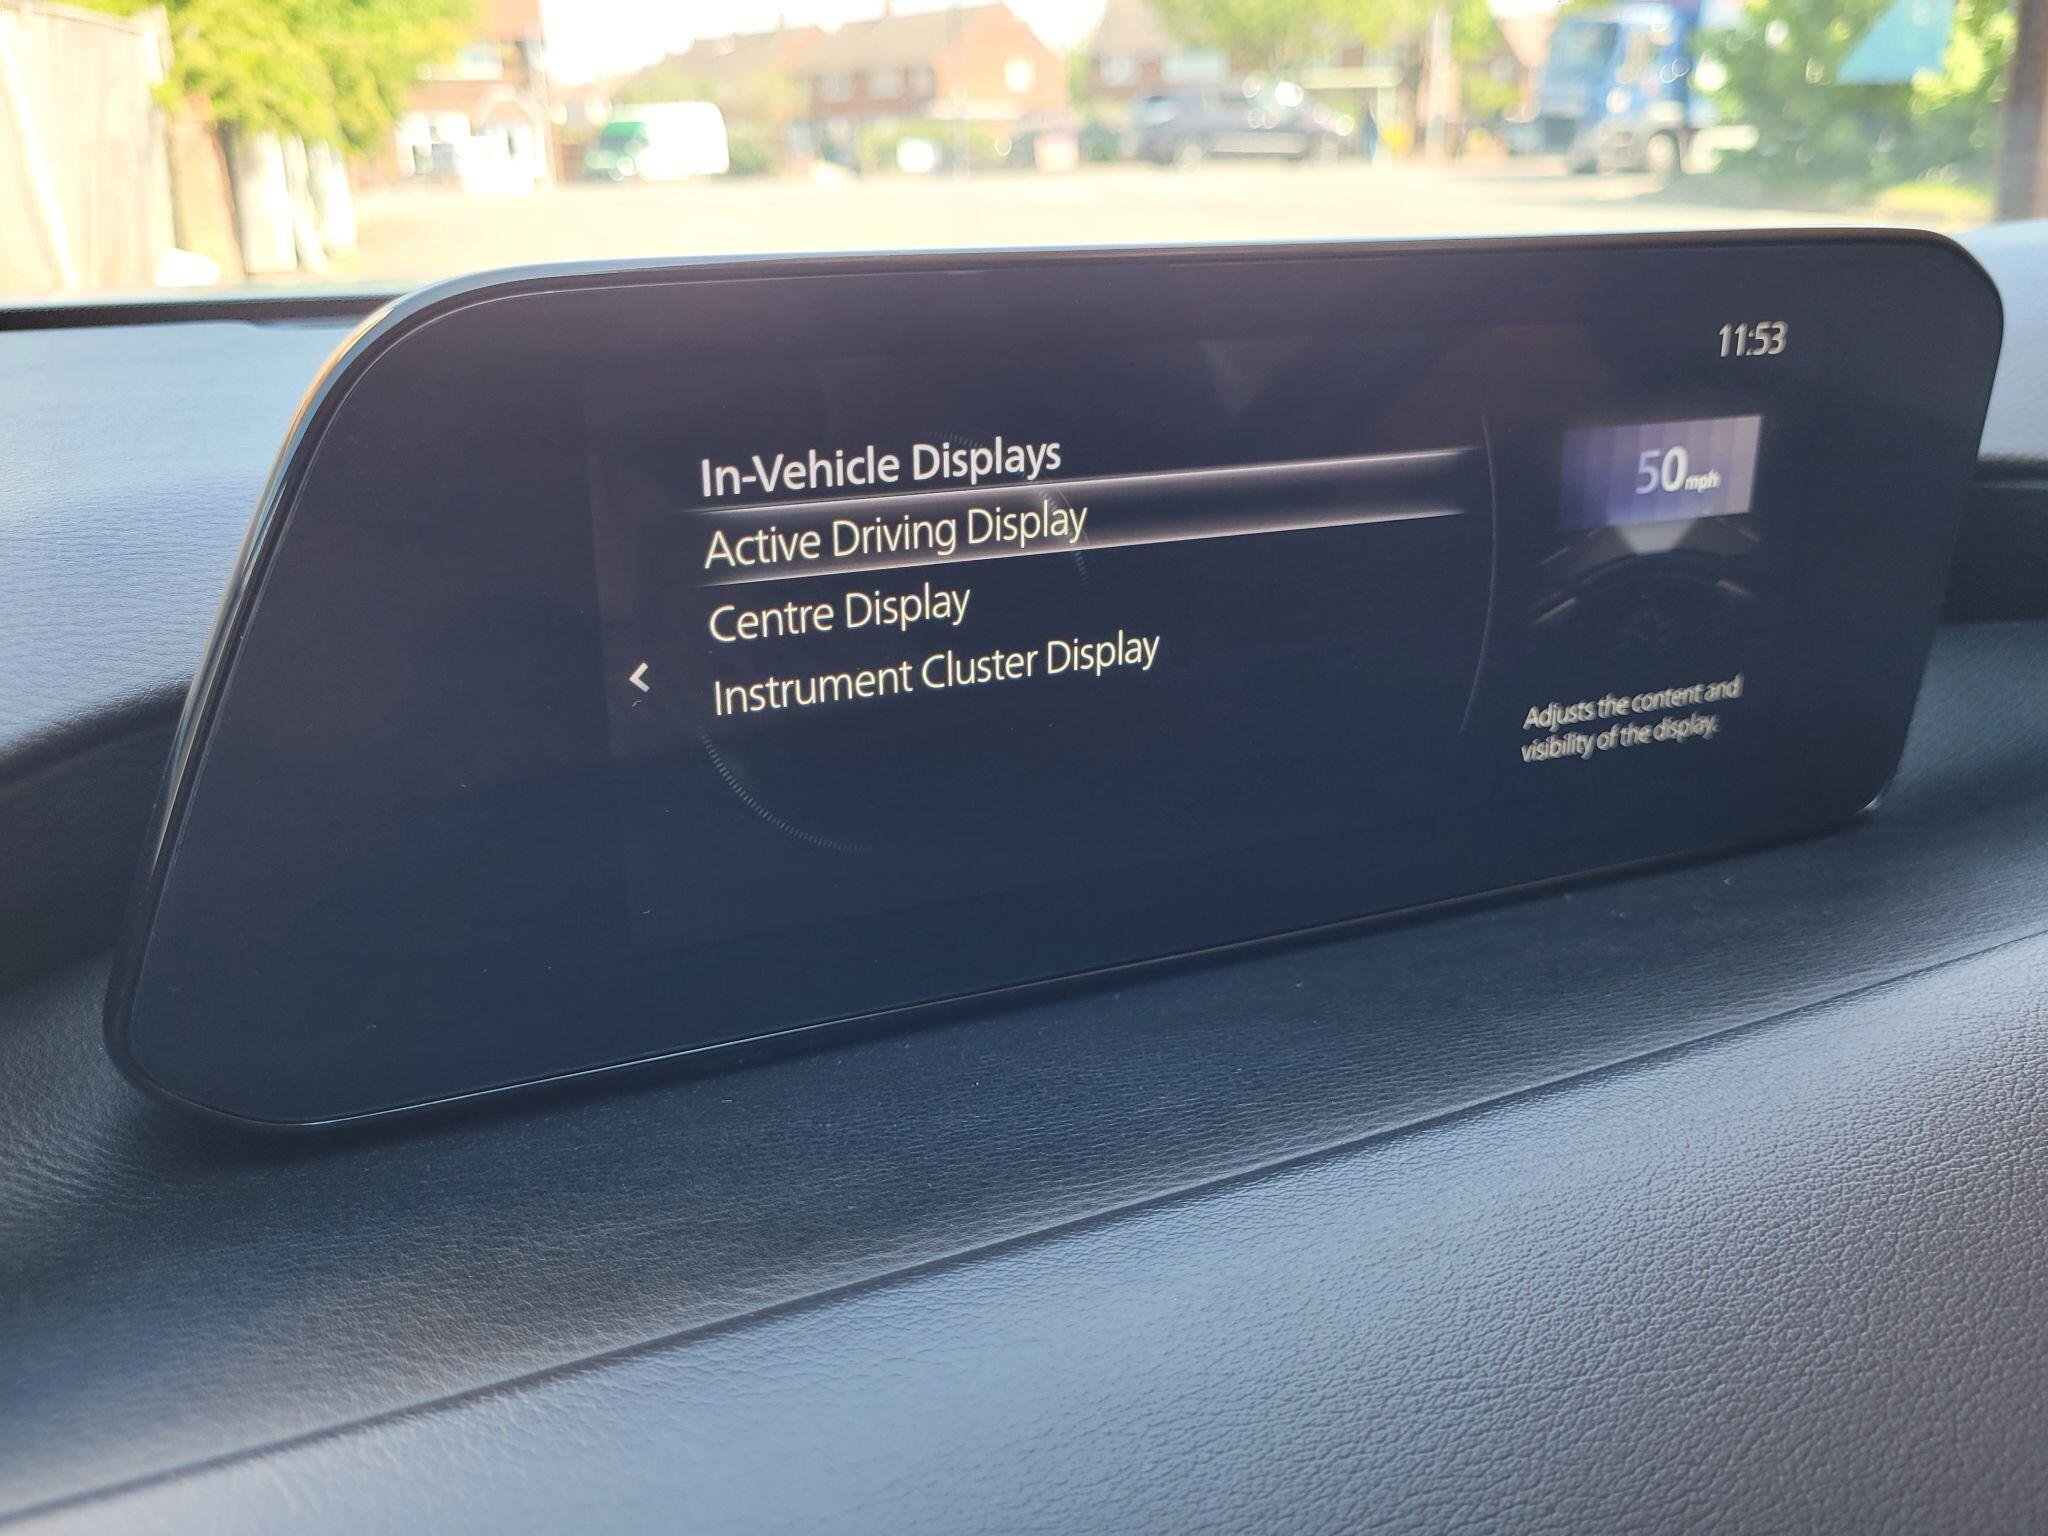 11:53
In-Vehicle Displays
Active Driving Display
Centre Display
Instrument Cluster Display
<
50mph
Adjusts the content and
visibility of the display.